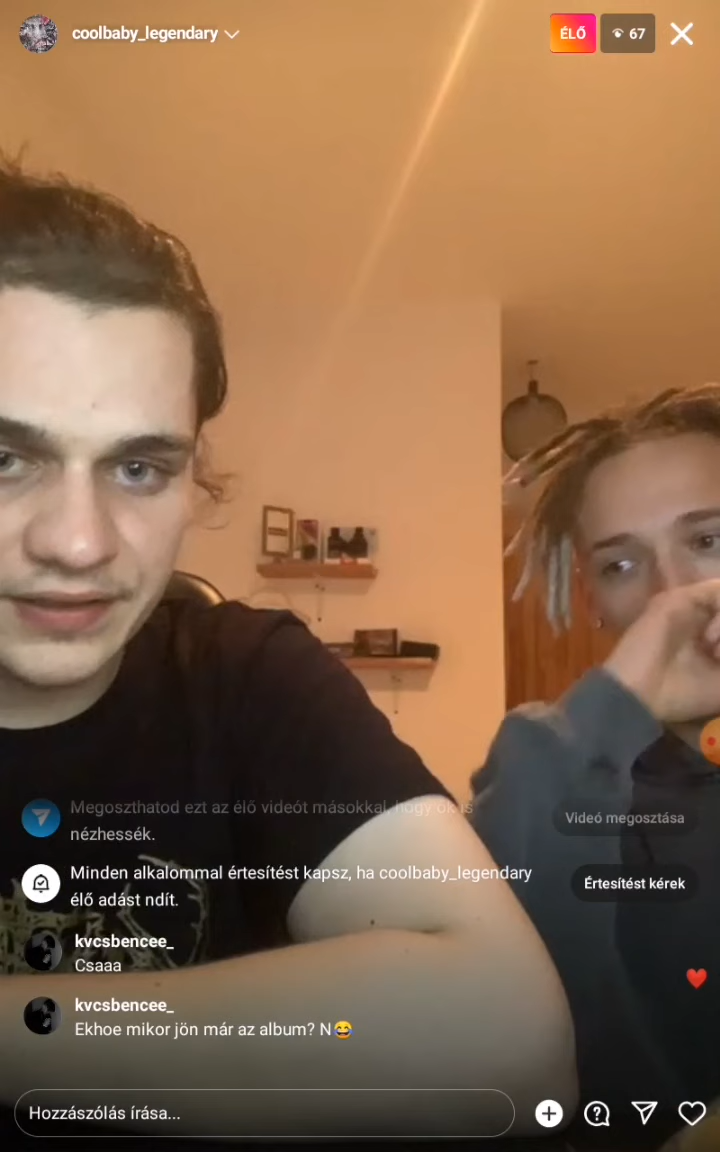 coolbaby_legendary
ÉLŐ
67
Megoszthatod ezt az élő videót másokkal, hogy ők is
nézhessék.
Videó megosztása
Minden alkalommal értesítést kapsz, ha coolbaby_legendary
élő adást ndít.
Értesítést kérek
kvcsbencee_
Csaaa
kvcsbencee_
Ekhoe mikor jön már az album? N😂
Hozzászólás írása...